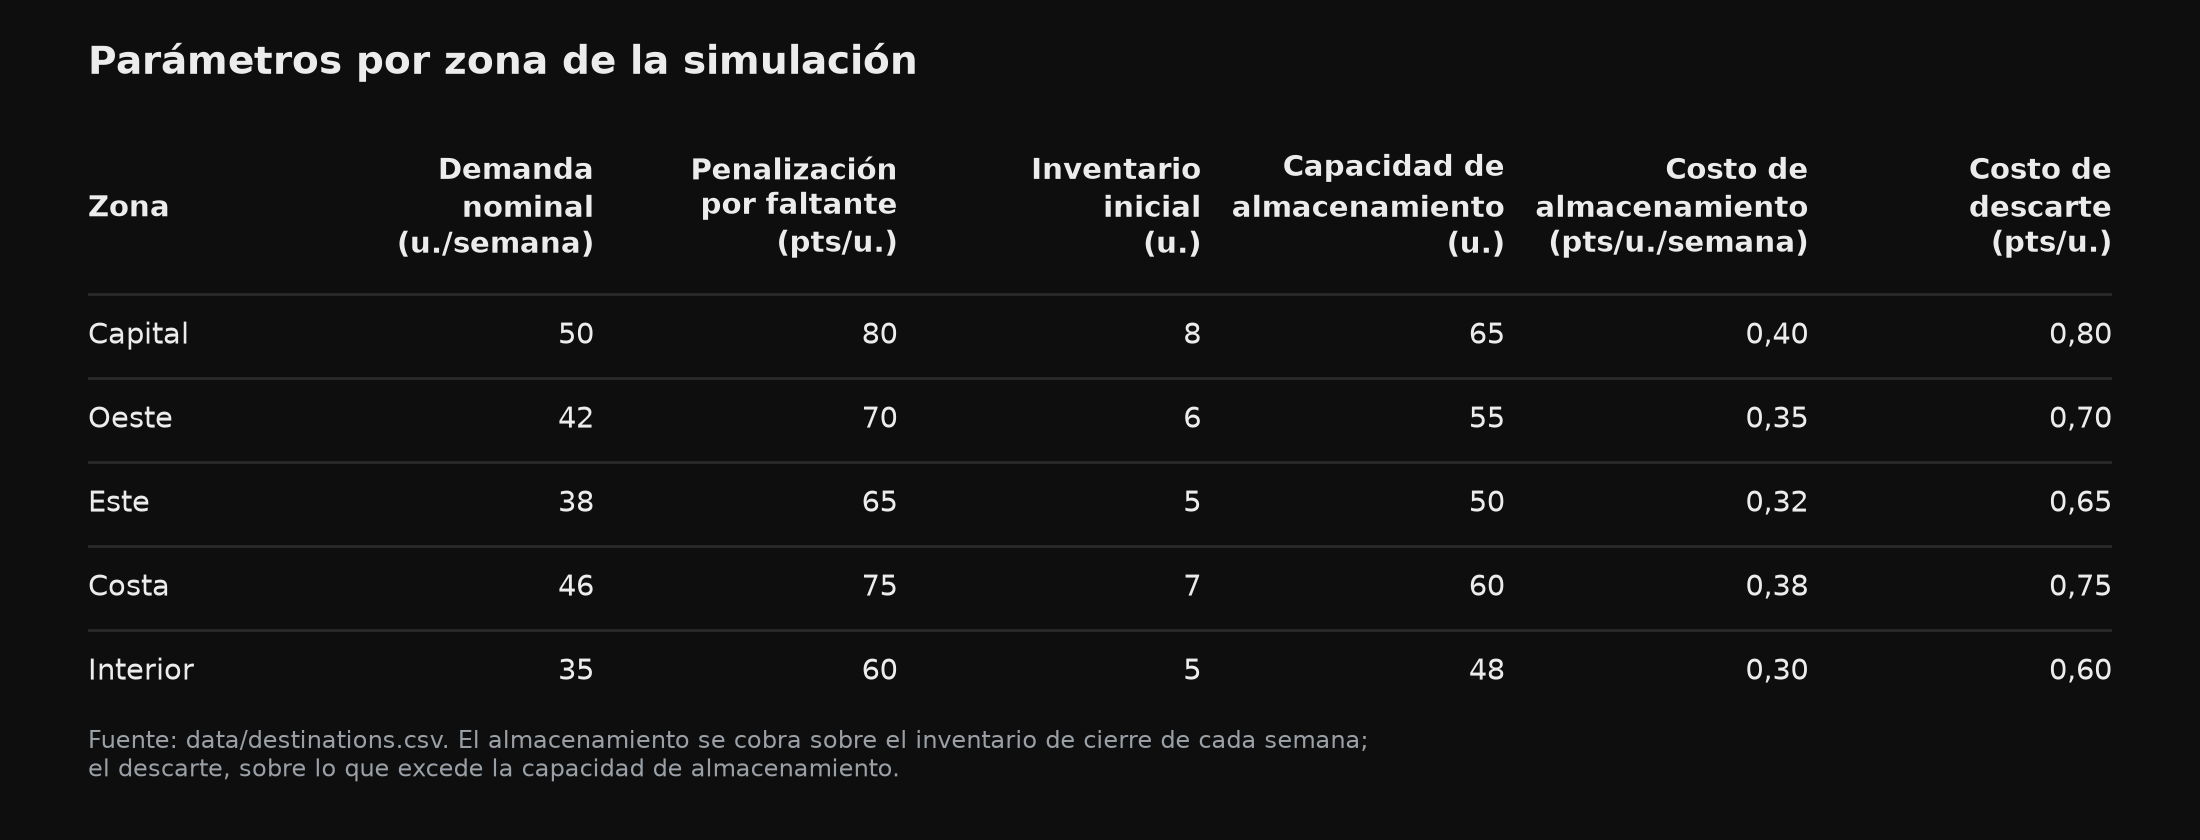 Parámetros por zona de la simulación
Zona Demanda nominal (u./semana) Penalización por faltante (pts/u.) Inventario inicial (u.) Capacidad de almacenamiento (u.) Costo de almacenamiento (pts/u./semana) Costo de descarte (pts/u.)
Capital 50 80 8 65 0,40 0,80
Oeste 42 70 6 55 0,35 0,70
Este 38 65 5 50 0,32 0,65
Costa 46 75 7 60 0,38 0,75
Interior 35 60 5 48 0,30 0,60
Fuente: data/destinations.csv. El almacenamiento se cobra sobre el inventario de cierre de cada semana;
el descarte, sobre lo que excede la capacidad de almacenamiento.